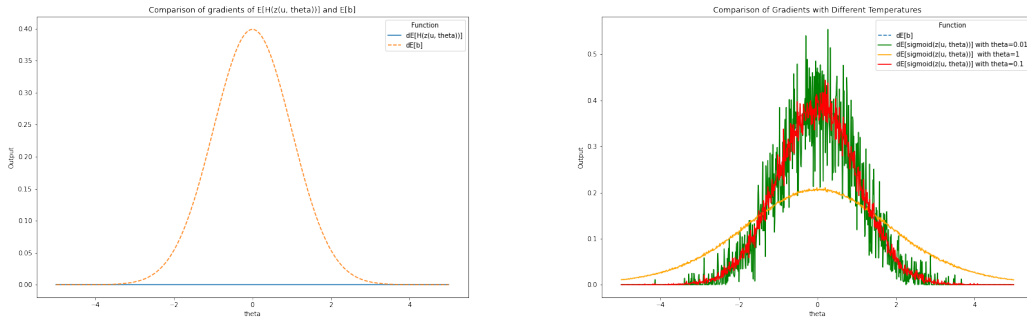 Comparison of gradients of E[H(z(u, theta))] and E[b]
Function
dE[H(z(u, theta))]
dE[b]
0.40
0.35
0.30
0.25
0.20
0.15
0.10
0.05
0.00
Output
−4
−2
0
2
4
theta
Comparison of Gradients with Different Temperatures
Function
dE[b]
dE[sigmoid(z(u, theta))] with theta=0.01
dE[sigmoid(z(u, theta))]  with theta=1
dE[sigmoid(z(u, theta))] with theta=0.1
0.5
0.4
0.3
0.2
0.1
0.0
Output
−4
−2
0
2
4
theta